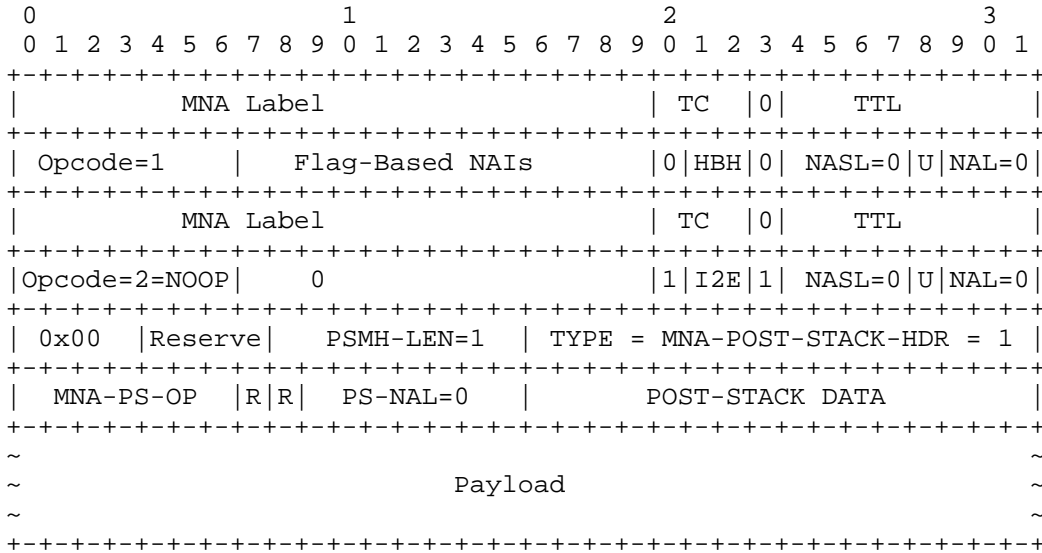 0                   1                   2                   3
 0 1 2 3 4 5 6 7 8 9 0 1 2 3 4 5 6 7 8 9 0 1 2 3 4 5 6 7 8 9 0 1
+-+-+-+-+-+-+-+-+-+-+-+-+-+-+-+-+-+-+-+-+-+-+-+-+-+-+-+-+-+-+-+-+
|          MNA Label                    | TC  |0|    TTL        |
+-+-+-+-+-+-+-+-+-+-+-+-+-+-+-+-+-+-+-+-+-+-+-+-+-+-+-+-+-+-+-+-+
| Opcode=1    |   Flag-Based NAIs       |0|HBH|0| NASL=0|U|NAL=0|
+-+-+-+-+-+-+-+-+-+-+-+-+-+-+-+-+-+-+-+-+-+-+-+-+-+-+-+-+-+-+-+-+
|          MNA Label                    | TC  |0|    TTL        |
+-+-+-+-+-+-+-+-+-+-+-+-+-+-+-+-+-+-+-+-+-+-+-+-+-+-+-+-+-+-+-+-+
|Opcode=2=NOOP|    0                    |1|I2E|1| NASL=0|U|NAL=0|
+-+-+-+-+-+-+-+-+-+-+-+-+-+-+-+-+-+-+-+-+-+-+-+-+-+-+-+-+-+-+-+-+
| 0x00  |Reserve|   PSMH-LEN=1  | TYPE = MNA-POST-STACK-HDR = 1 |
+-+-+-+-+-+-+-+-+-+-+-+-+-+-+-+-+-+-+-+-+-+-+-+-+-+-+-+-+-+-+-+-+
|  MNA-PS-OP  |R|R|  PS-NAL=0   |       POST-STACK DATA         |
+-+-+-+-+-+-+-+-+-+-+-+-+-+-+-+-+-+-+-+-+-+-+-+-+-+-+-+-+-+-+-+-+
~                                                               ~
~                           Payload                             ~
~                                                               ~
+-+-+-+-+-+-+-+-+-+-+-+-+-+-+-+-+-+-+-+-+-+-+-+-+-+-+-+-+-+-+-+-+